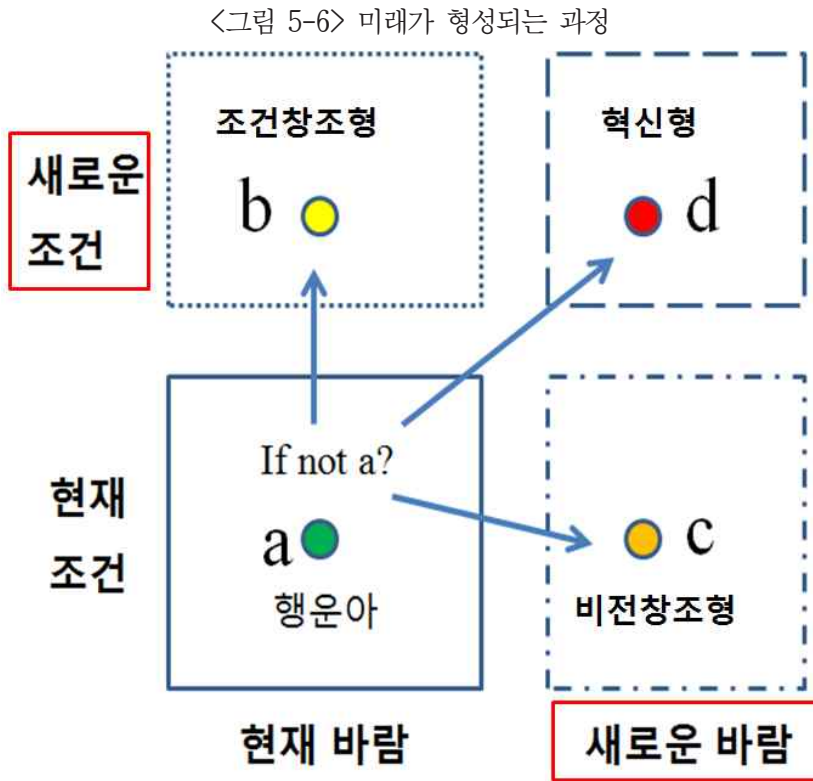 <그림 5-6> 미래가 형성되는 과정
조건창조형
혁신형
새로운
조건
b
d
If not a?
현재
조건
a
c
행운아
비전창조형
현재 바람
새로운 바람